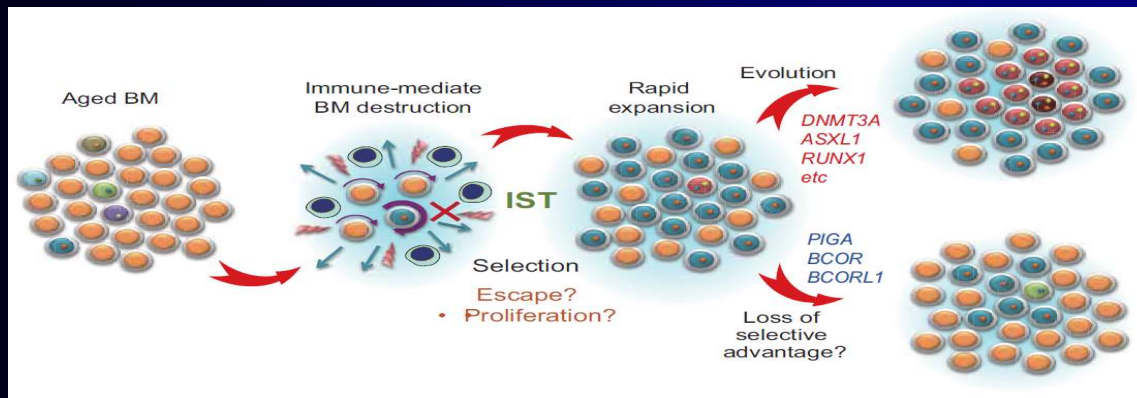 Aged BM
Immune-mediate
BM destruction
IST
Selection
Escape?
• • Proliferation?
Rapid
expansion
Evolution
DNMT3A
ASXL1
RUNX1
etc
PIGA
BCOR
BCORL1
Loss of
selective
advantage?